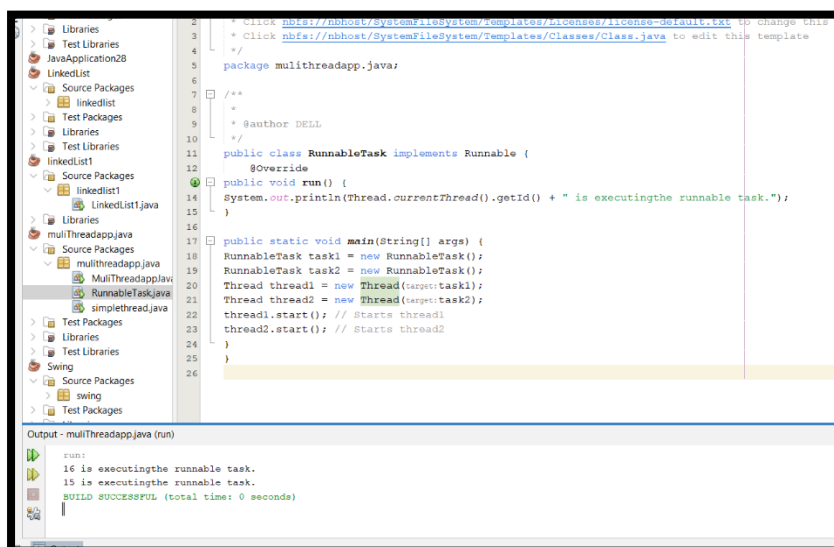 Libraries
Test Libraries
JavaApplication28
LinkedList
Source Packages
linkedlist
Test Packages
Libraries
Test Libraries
linkedList1
Source Packages
linkedlist1
LinkedList1.java
Libraries
muliThreadapp.java
Source Packages
mulithreadapp.java
MuliThreadappJava
RunnableTask.java
simplethread.java
Test Packages
Libraries
Test Libraries
Swing
Source Packages
swing
Test Packages
2 * Click nbfs://nbhost/SystemFileSystem/Templates/Licenses/license-default.txt to change this
3 * Click nbfs://nbhost/SystemFileSystem/Templates/Classes/Class.java to edit this template
4 */
5 package mulithreadapp.java;
6
7 /**
8 *
9 * @author DELL
10 */
11 public class RunnableTask implements Runnable {
12 @Override
public void run() {
14 System.out.println(Thread.currentThread().getId() + " is executingthe runnable task.");
15 }
16
17 public static void main(String[] args) {
18 RunnableTask task1 = new RunnableTask();
19 RunnableTask task2 = new RunnableTask();
20 Thread thread1 = new Thread(target:task1);
21 Thread thread2 = new Thread(target:task2);
22 thread1.start(); // Starts thread1
23 thread2.start(); // Starts thread2
24 }
25 }
26
Output - muliThreadapp.java (run)
run:
16 is executingthe runnable task.
15 is executingthe runnable task.
BUILD SUCCESSFUL (total time: 0 seconds)